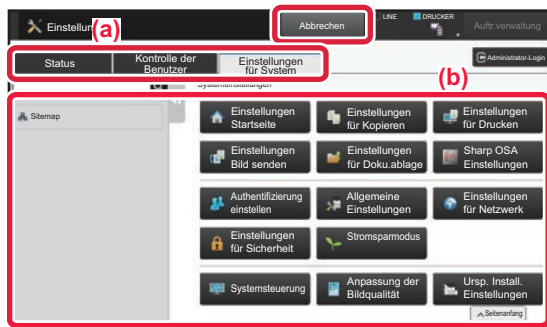 Einstellun
(a)
Abbrechen
LINE
DRUCKER
Auftr.verwaltung
Status
Kontrolle der
Benutzer
Einstellungen
für System
Administrator-Login
(b)
Systemeinstellungen
Sitemap
Einstellungen
Startseite
Einstellungen
für Kopieren
Einstellungen
für Drucken
Einstellungen
Bild senden
Einstellungen
für Doku.ablage
Sharp OSA
Einstellungen
Authentifizierung
einstellen
Allgemeine
Einstellungen
Einstellungen
für Netzwerk
Einstellungen
für Sicherheit
Stromsparmodus
Systemsteuerung
Anpassung der
Bildqualität
Ursp. Install.
Einstellungen
Seitenanfang